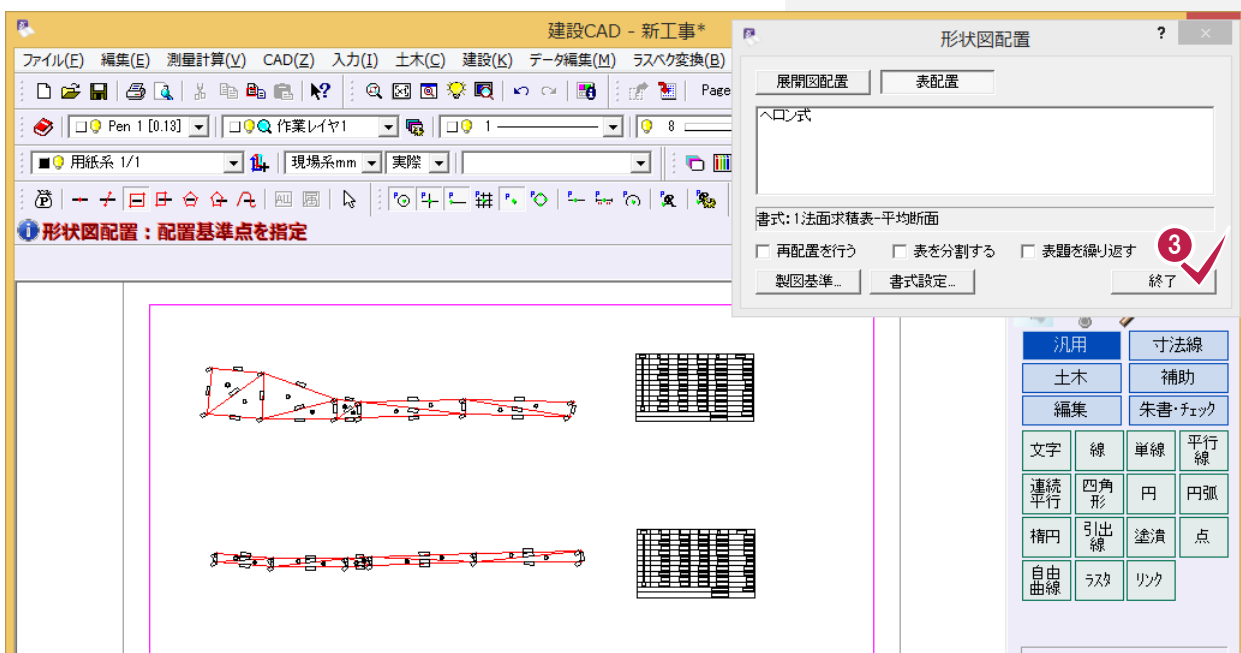 建設CAD - 新工事*
ファイル(F) 編集(E) 測量計算(V) CAD(Z) 入力(I) 土木(C) 建設(K) データ編集(M) ラスベク変換(B)
Page
Pen 1 [0.13] 作業レイヤ1 1 8
用紙系 1/1 現場系mm 実際
形状図配置：配置基準点を指定
形状図配置 ?
展開図配置 表配置
ヘロン式
書式：1法面求積表-平均断面
再配置を行う 表を分割する 表題を繰り返す
3
製図基準... 書式設定... 終了
汎用 寸法線
土木 補助
編集 朱書・チェック
文字 線 単線 平行線
連続平行 四角形 円 円弧
楕円 引出線 塗潰 点
自由曲線 ラスタ リンク